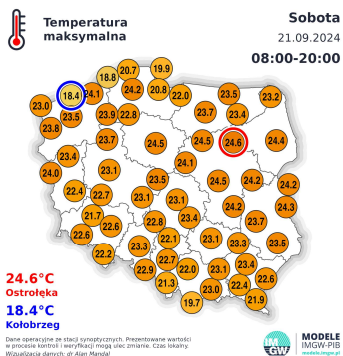 Temperatura
maksymalna
Sobota
21.09.2024
08:00-20:00
18.8 20.7 19.9
18.4 24.1 24.2 20.8 22.0 23.5 23.2
23.0 23.5 23.9 22.8 23.7 23.4
23.8 23.7 24.5 24.5 24.6 24.4
23.4 24.1
24.0 23.1 23.5 24.5 24.2 24.2
22.4 22.7 23.1 23.1 24.2 24.3
21.7 22.6 22.8 23.4 23.7
22.6 23.3 22.1 23.1 23.3 23.5
22.2 22.9 22.7 22.0 23.1 23.4 22.6
21.3 23.0 22.4
19.7 21.9
24.6°C
Ostrołęka
18.4°C
Kołobrzeg
Dane operacyjne ze stacji synoptycznych. Prezentowane wartości
w procesie kontroli i weryfikacji mogą ulec zmianie. Czas lokalny.
Wizualizacja danych: dr Alan Mandal
IMGW
MODELE
IMGW-PIB
modele.imgw.pl